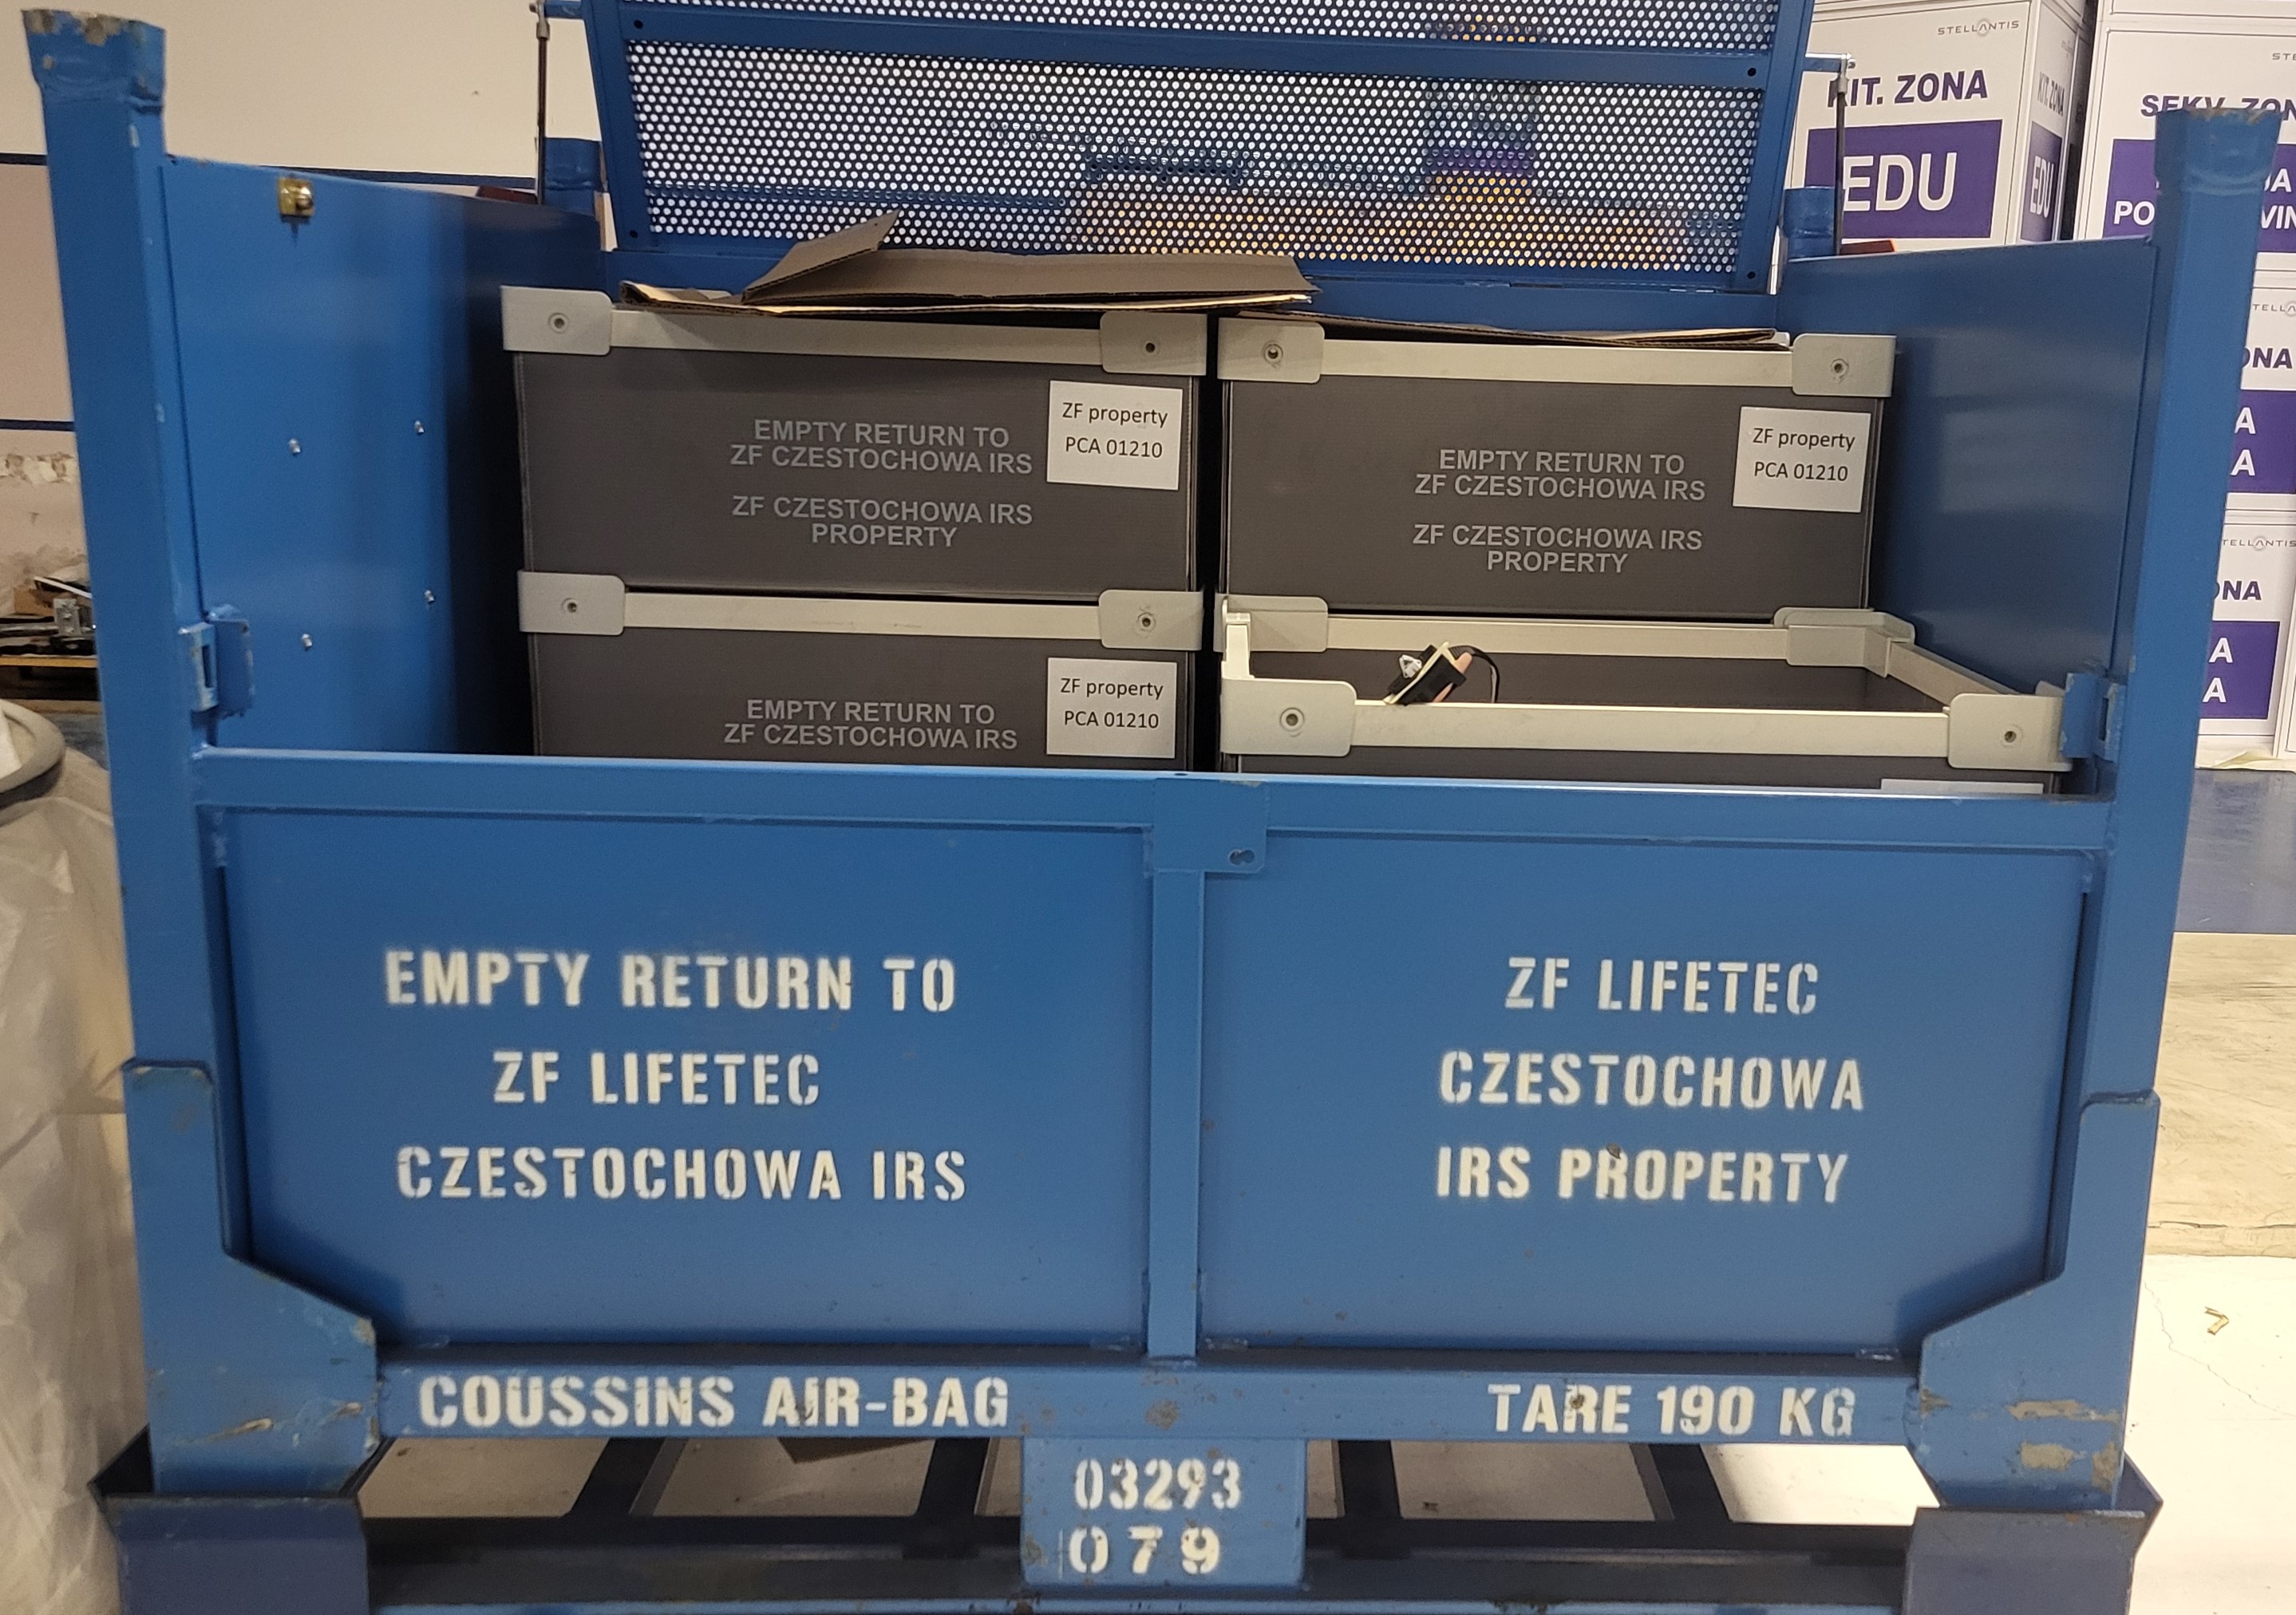 STELLANTIS
KIT. ZONA
EDU
KIT. ZONA
EDU
ZF property
PCA 01210
EMPTY RETURN TO
ZF CZESTOCHOWA IRS
ZF CZESTOCHOWA IRS
PROPERTY
ZF property
PCA 01210
EMPTY RETURN TO
ZF CZESTOCHOWA IRS
ZF CZESTOCHOWA IRS
PROPERTY
ZF property
PCA 01210
EMPTY RETURN TO
ZF CZESTOCHOWA IRS
EMPTY RETURN TO
ZF LIFETEC
CZESTOCHOWA IRS
ZF LIFETEC
CZESTOCHOWA
IRS PROPERTY
COUSSINS AIR-BAG
TARE 190 KG
03293
079